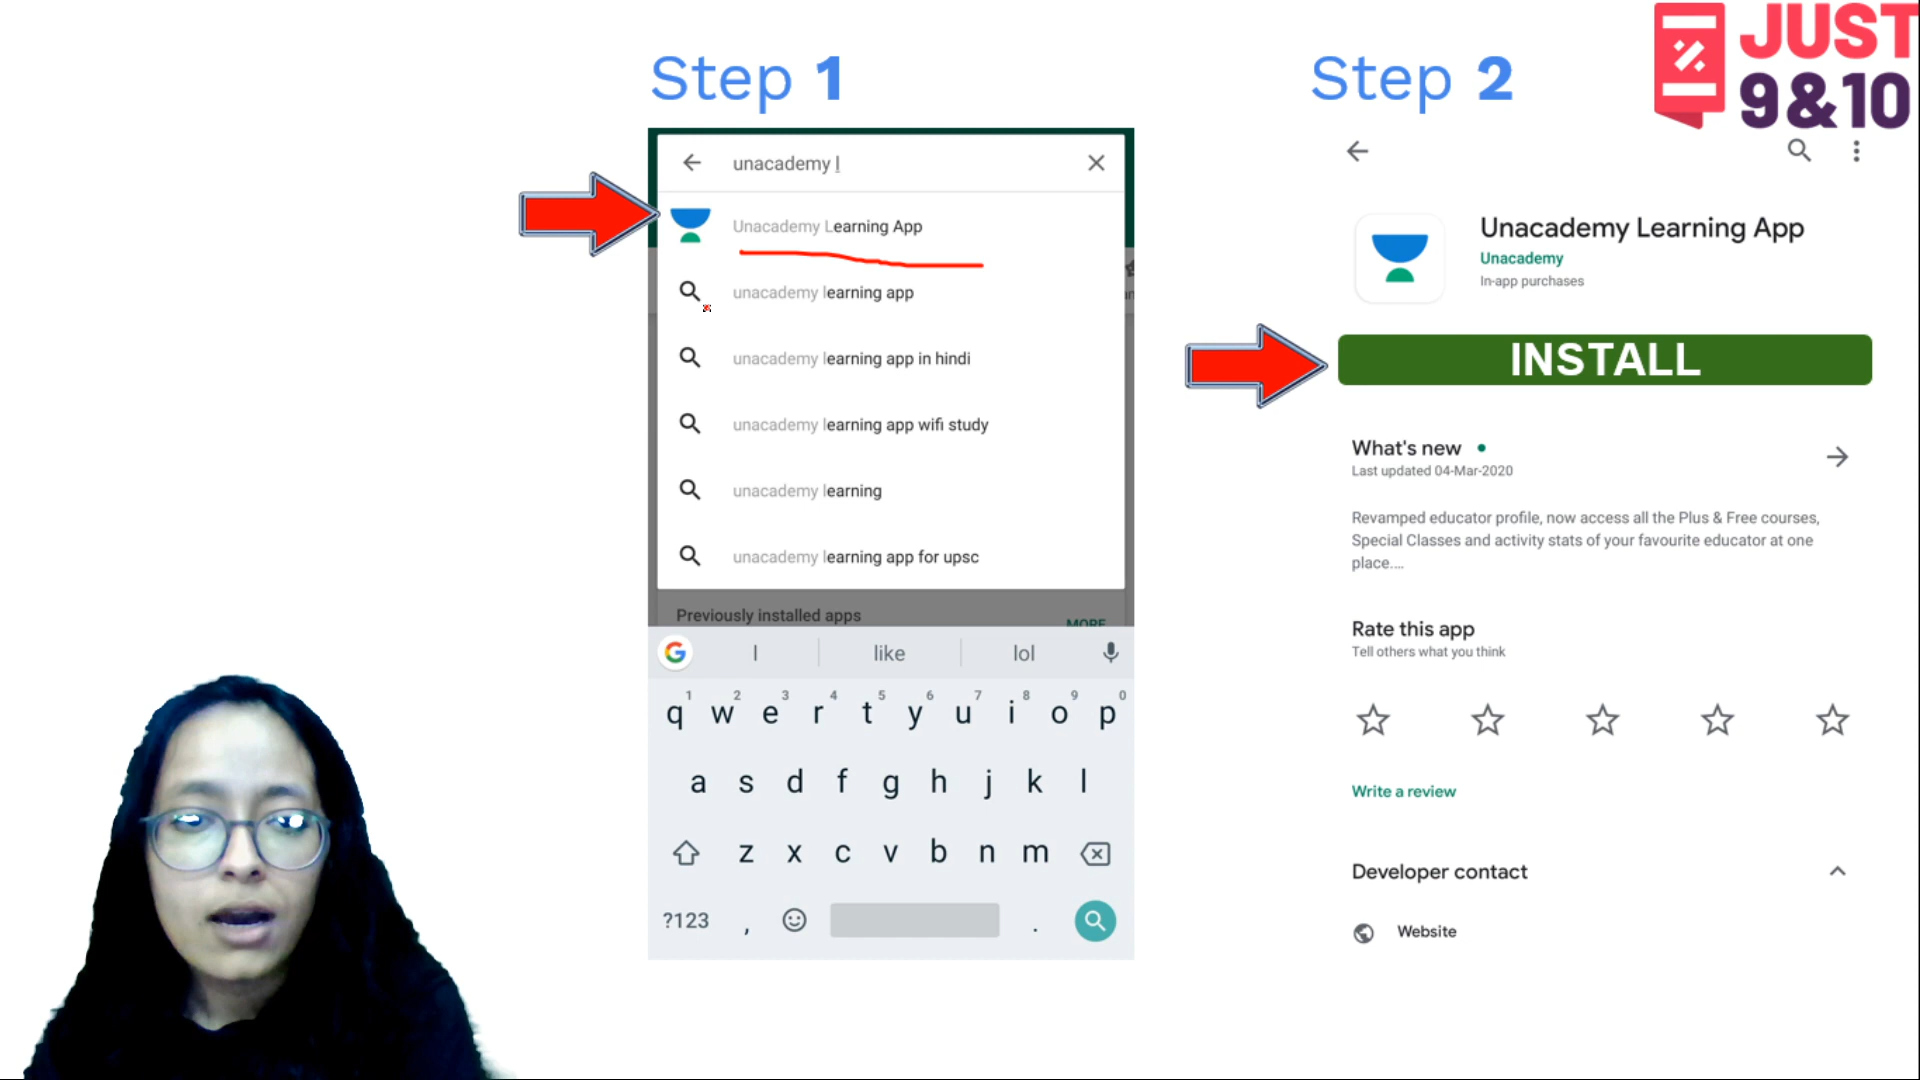 Step 1
unacademy l
Unacademy Learning App
unacademy learning app
unacademy learning app in hindi
unacademy learning app wifi study
unacademy learning
unacademy learning app for upsc
Previously installed apps
MORE
l like lol
1 2 3 4 5 6 7 8 9 0
q w e r t y u i o p
a s d f g h j k l
z x c v b n m
?123 , .
Step 2
JUST
9&10
Unacademy Learning App
Unacademy
In-app purchases
INSTALL
What's new
Last updated 04-Mar-2020
Revamped educator profile, now access all the Plus & Free courses,
Special Classes and activity stats of your favourite educator at one
place....
Rate this app
Tell others what you think
Write a review
Developer contact
Website